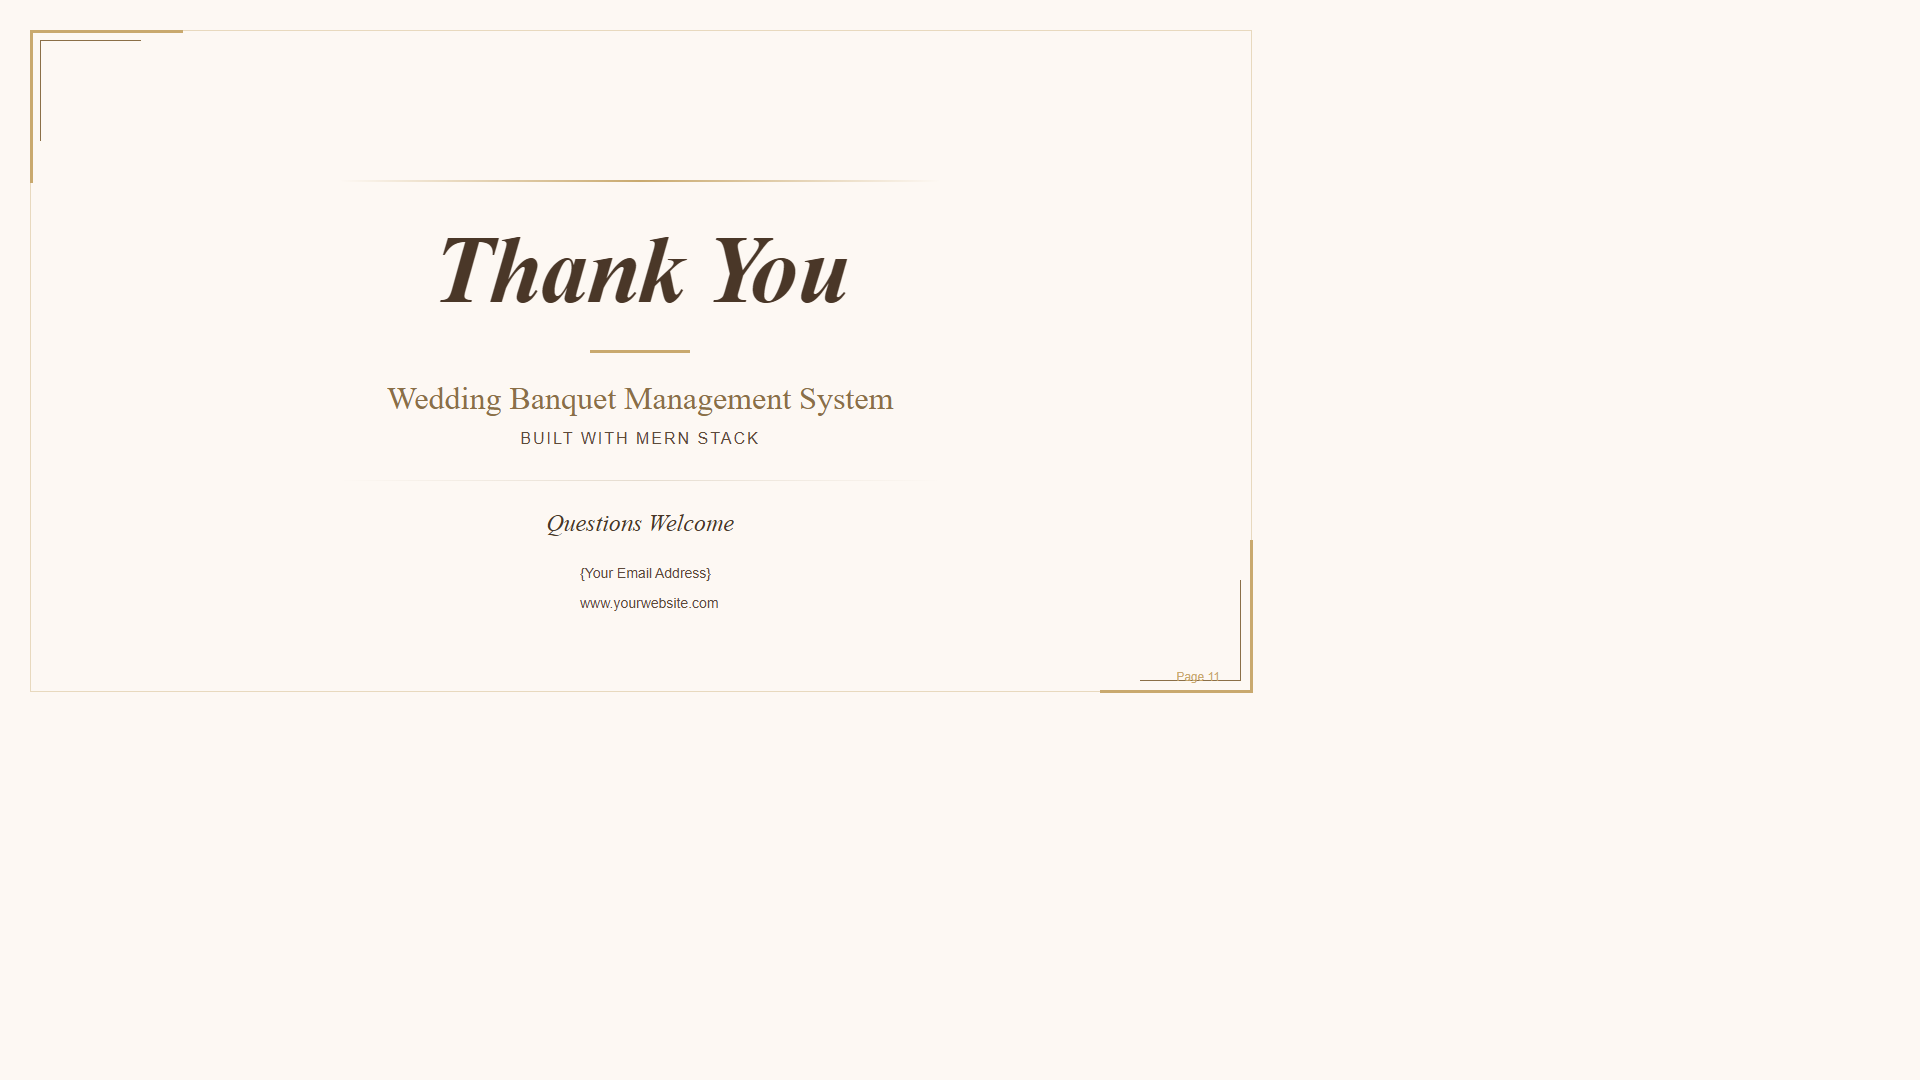 Thank You
Wedding Banquet Management System
BUILT WITH MERN STACK
Questions Welcome
{Your Email Address}
www.yourwebsite.com
Page 11